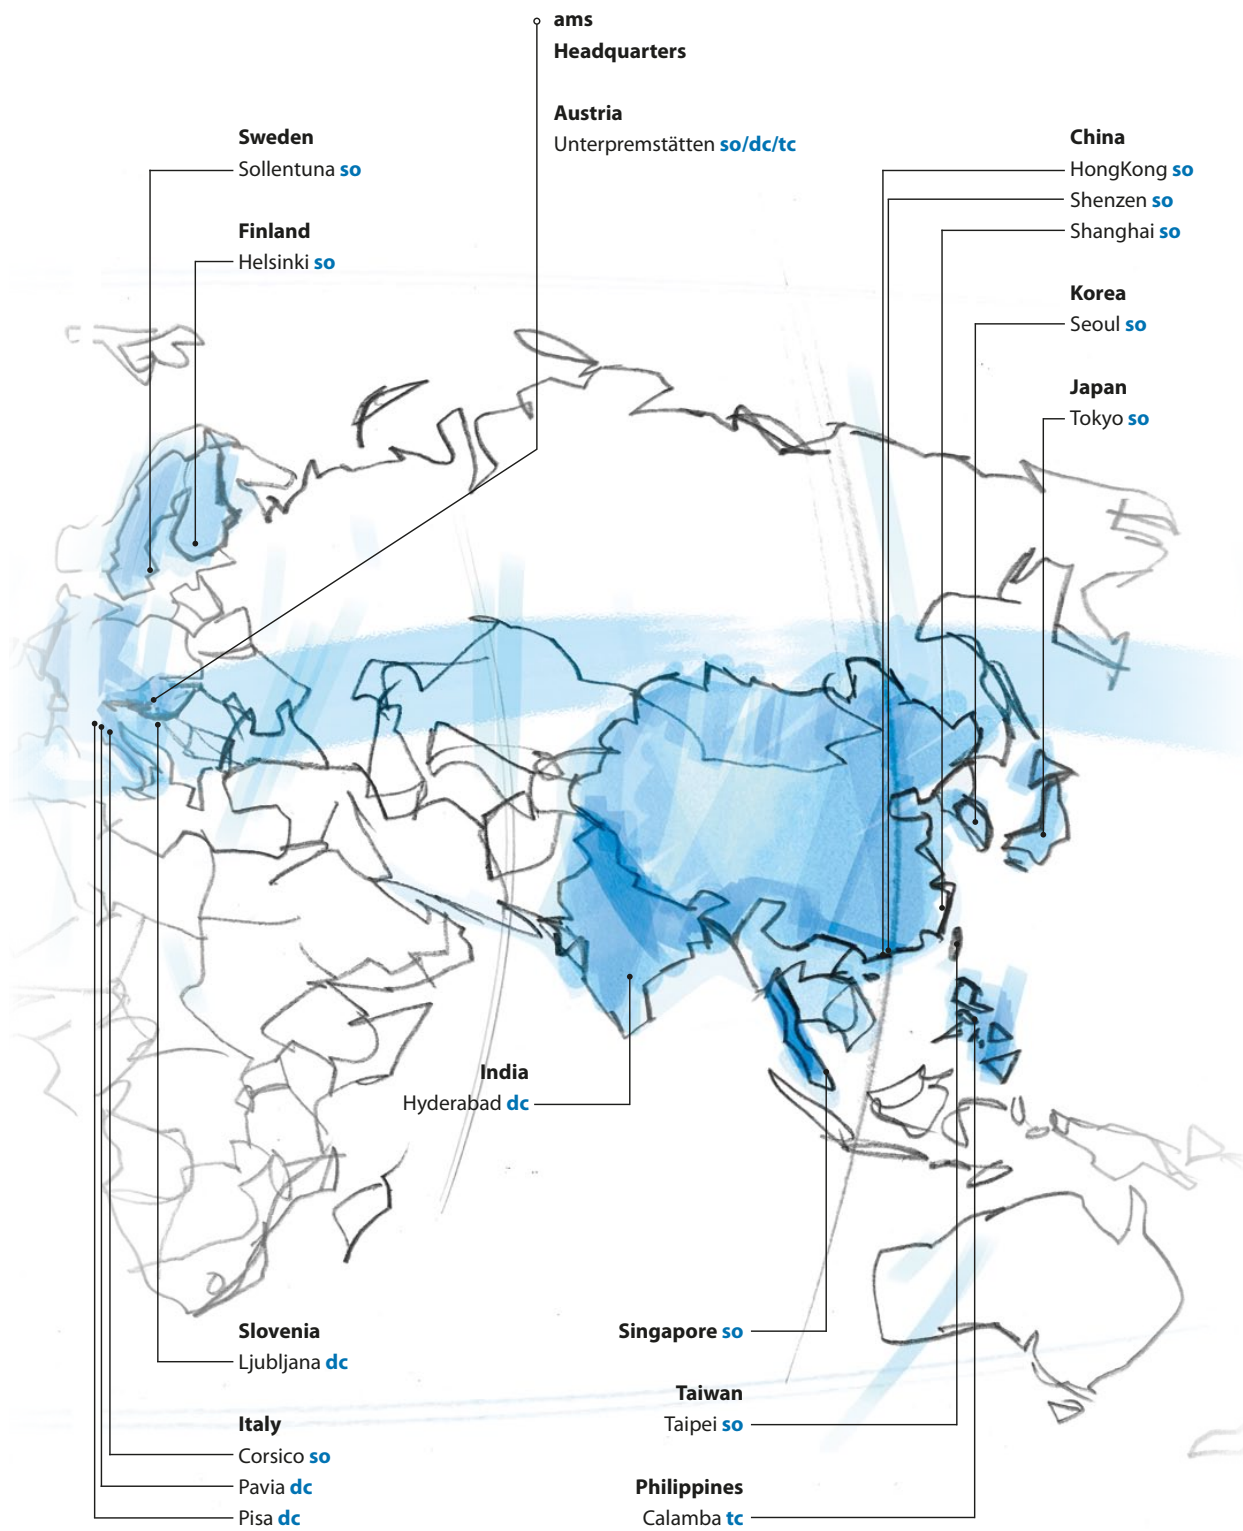 ams
Headquarters
Austria
Unterpremstätten so/dc/tc
Sweden
Sollentuna so
Finland
Helsinki so
China
HongKong so
Shenzen so
Shanghai so
Korea
Seoul so
Japan
Tokyo so
India
Hyderabad dc
Slovenia
Ljubljana dc
Italy
Corsico so
Pavia dc
Pisa dc
Singapore so
Taiwan
Taipei so
Philippines
Calamba tc